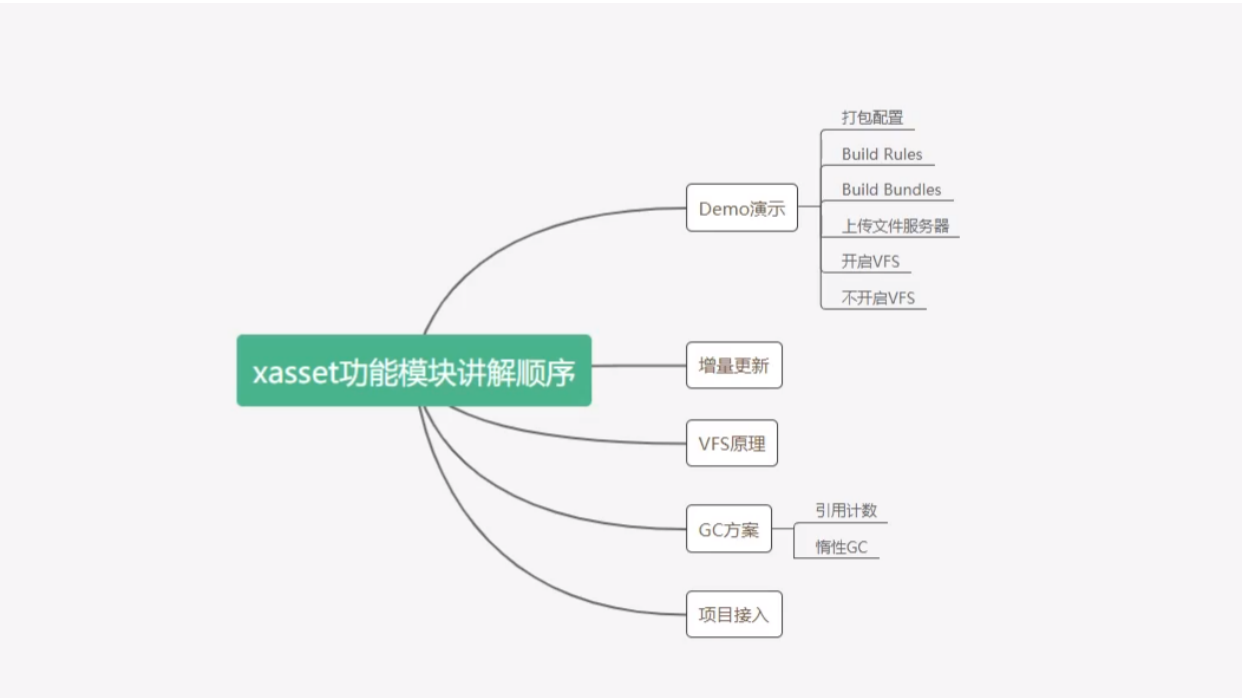 xasset功能模块讲解顺序
Demo演示
打包配置
Build Rules
Build Bundles
上传文件服务器
开启VFS
不开启VFS
增量更新
VFS原理
GC方案
引用计数
惰性GC
项目接入